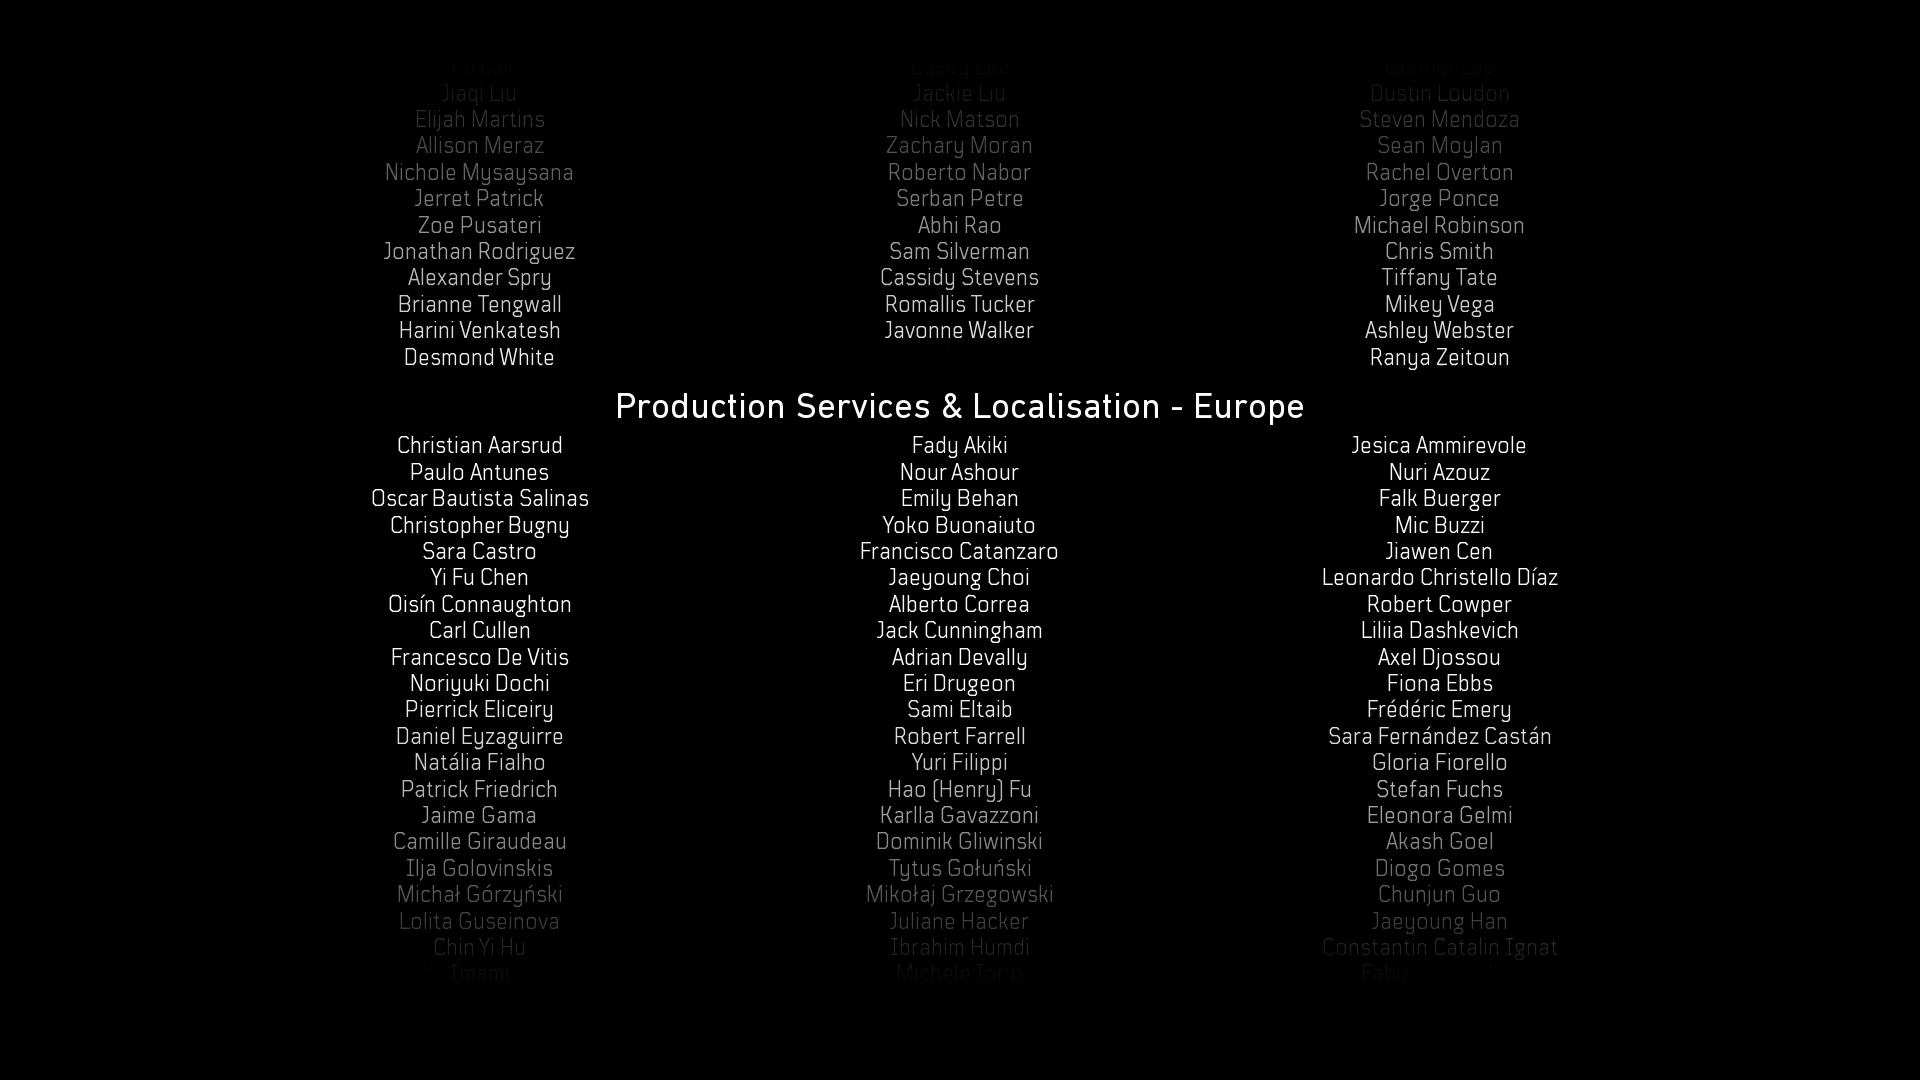 Jiaqi Liu Jackie Liu Dustin Loudon
Elijah Martins Nick Matson Steven Mendoza
Allison Meraz Zachary Moran Sean Moylan
Nichole Mysaysana Roberto Nabor Rachel Overton
Jerret Patrick Serban Petre Jorge Ponce
Zoe Pusateri Abhi Rao Michael Robinson
Jonathan Rodriguez Sam Silverman Chris Smith
Alexander Spry Cassidy Stevens Tiffany Tate
Brianne Tengwall Romallis Tucker Mikey Vega
Harini Venkatesh Javonne Walker Ashley Webster
Desmond White Ranya Zeitoun
Production Services & Localisation - Europe
Christian Aarsrud Fady Akiki Jesica Ammirevole
Paulo Antunes Nour Ashour Nuri Azouz
Oscar Bautista Salinas Emily Behan Falk Buerger
Christopher Bugny Yoko Buonaiuto Mic Buzzi
Sara Castro Francisco Catanzaro Jiawen Cen
Yi Fu Chen Jaeyoung Choi Leonardo Christello Díaz
Oisín Connaughton Alberto Correa Robert Cowper
Carl Cullen Jack Cunningham Liliia Dashkevich
Francesco De Vitis Adrian Devally Axel Djossou
Noriyuki Dochi Eri Drugeon Fiona Ebbs
Pierrick Eliceiry Sami Eltaib Frédéric Emery
Daniel Eyzaguirre Robert Farrell Sara Fernández Castán
Natália Fialho Yuri Filippi Gloria Fiorello
Patrick Friedrich Hao (Henry) Fu Stefan Fuchs
Jaime Gama Karlla Gavazzoni Eleonora Gelmi
Camille Giraudeau Dominik Gliwinski Akash Goel
Ilja Golovinskis Tytus Gołuński Diogo Gomes
Michał Górzyński Mikołaj Grzegowski Chunjun Guo
Lolita Guseinova Juliane Hacker Jaeyoung Han
Chin Yi Hu Ibrahim Humdi Constantin Catalin Ignat
Michele Iorio